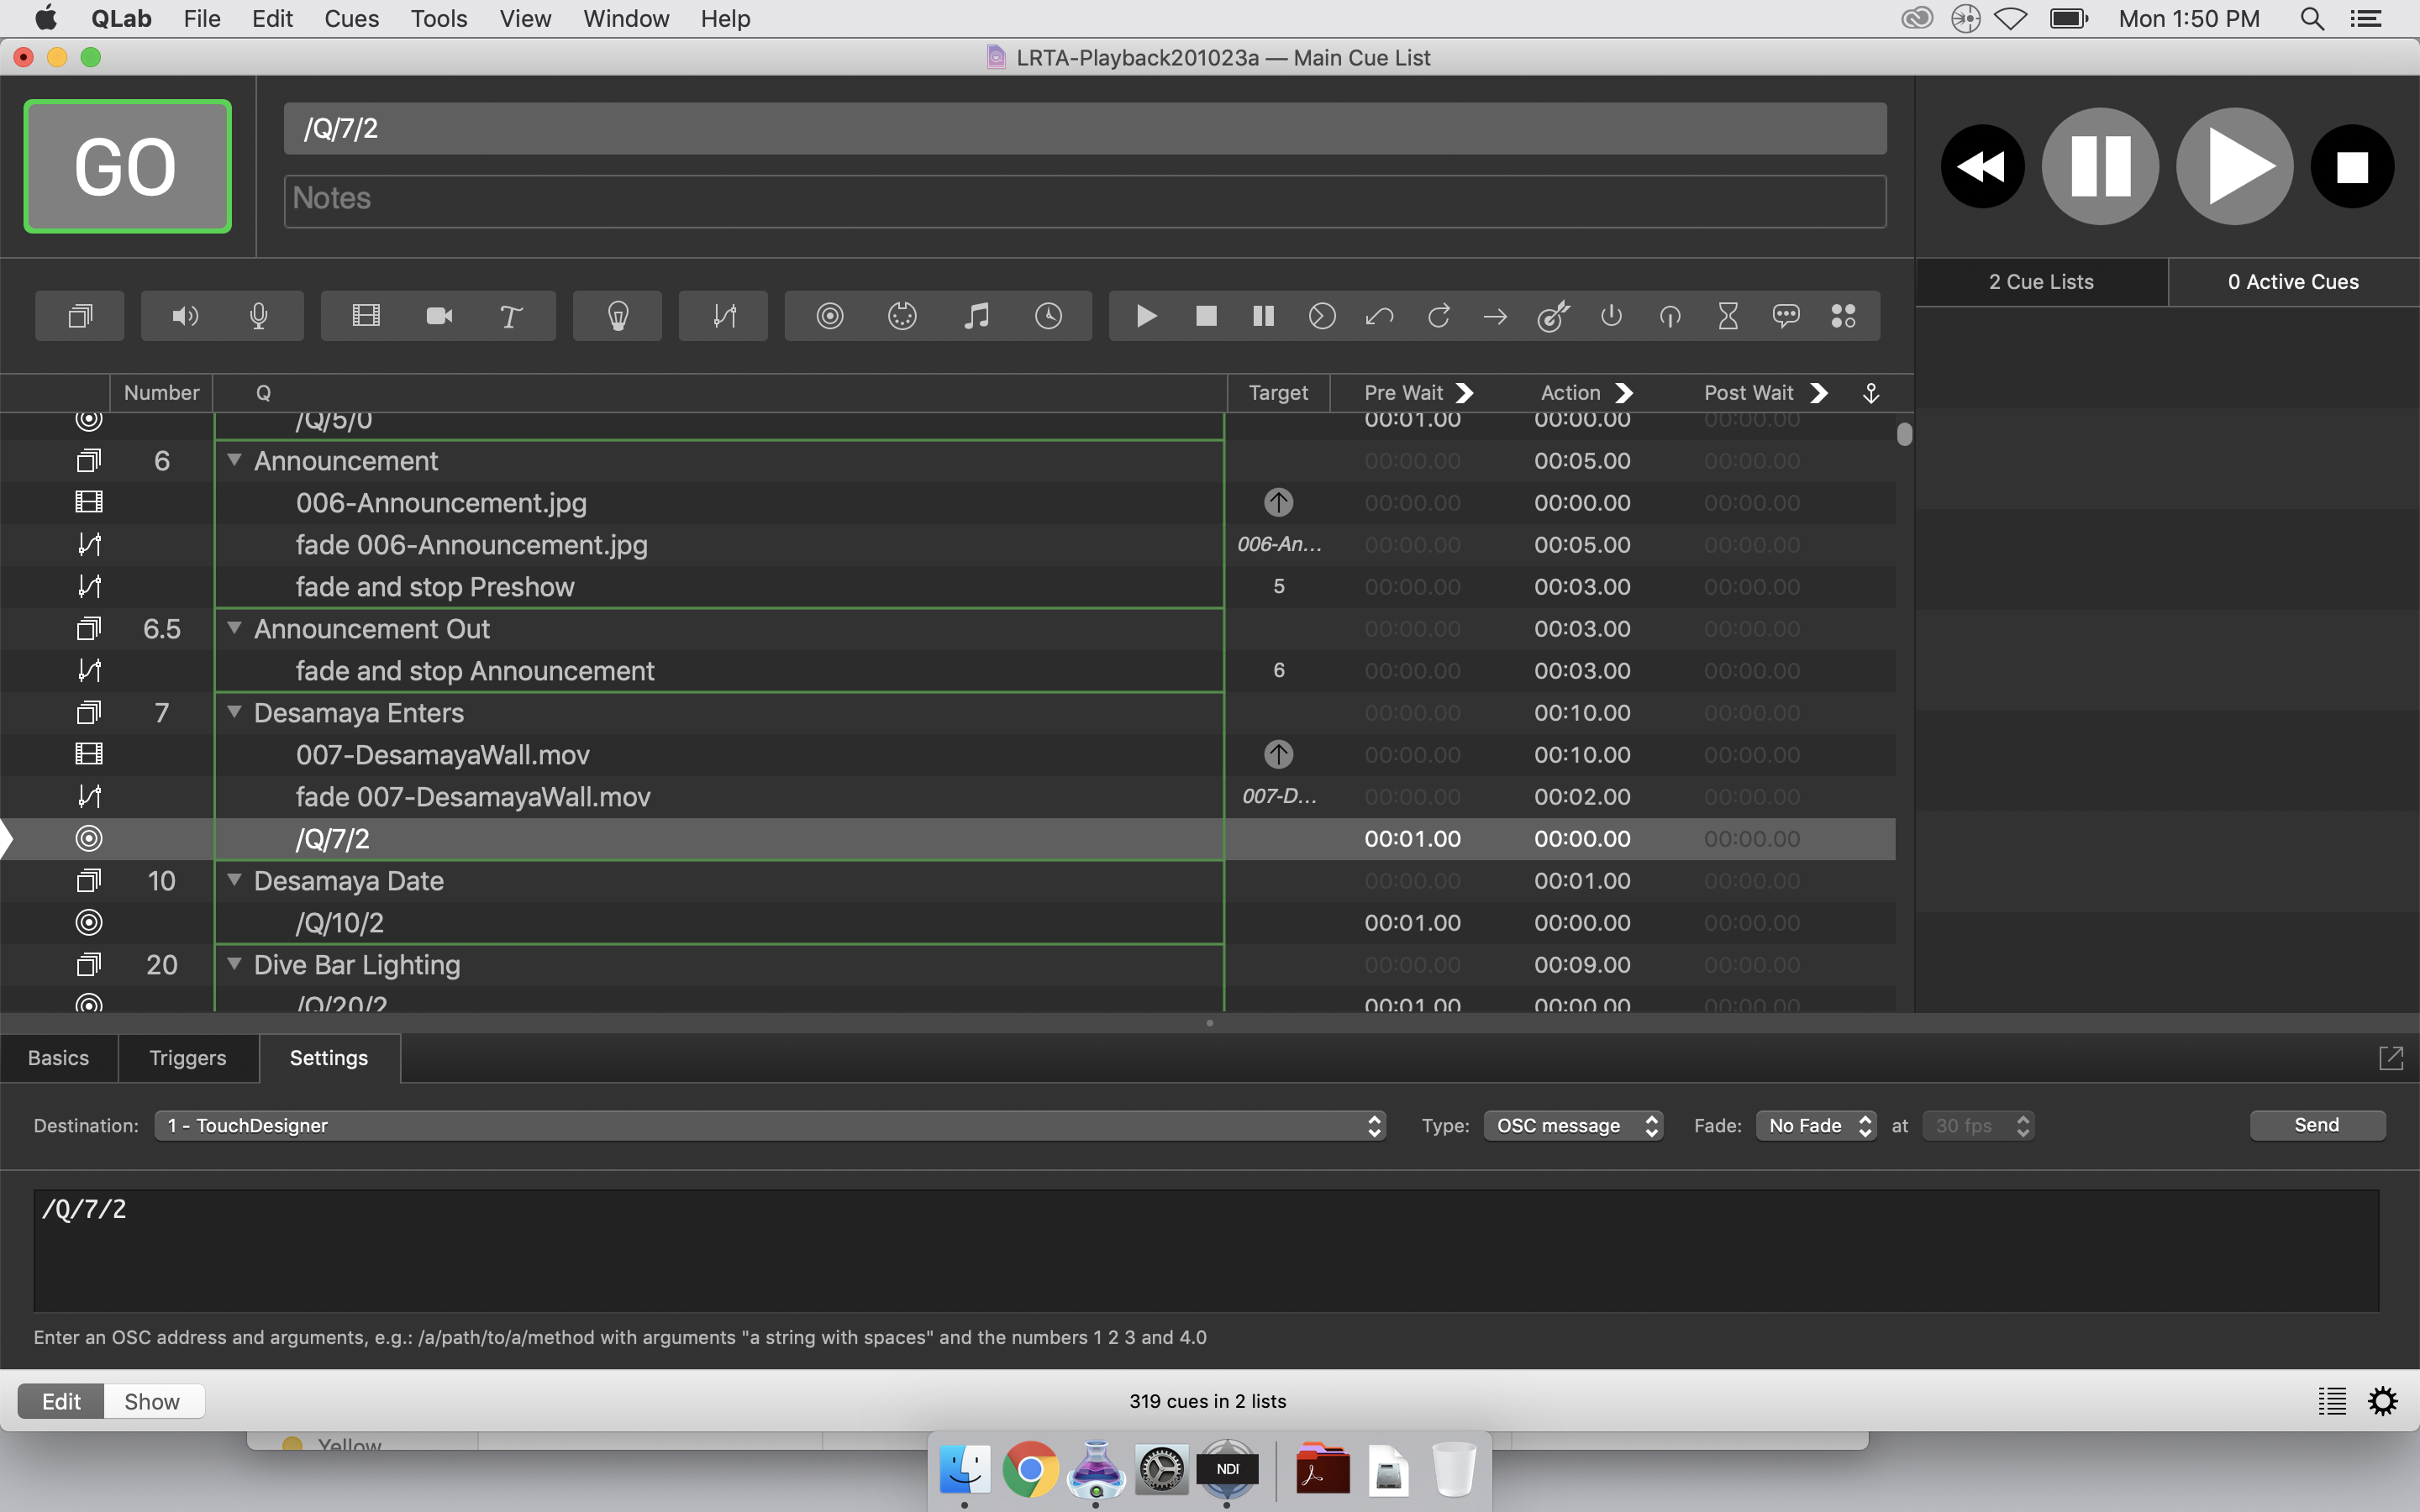 QLab File Edit Cues Tools View Window Help Mon 1:50 PM
LRTA-Playback201023a — Main Cue List
GO
/Q/7/2
Notes
2 Cue Lists 0 Active Cues
Number Q Target Pre Wait Action Post Wait
/Q/5/0 00:01.00 00:00.00 00:00.00
6 Announcement 00:00.00 00:05.00 00:00.00
006-Announcement.jpg 00:00.00 00:00.00 00:00.00
fade 006-Announcement.jpg 006-An... 00:00.00 00:05.00 00:00.00
fade and stop Preshow 5 00:00.00 00:03.00 00:00.00
6.5 Announcement Out 00:00.00 00:03.00 00:00.00
fade and stop Announcement 6 00:00.00 00:03.00 00:00.00
7 Desamaya Enters 00:00.00 00:10.00 00:00.00
007-DesamayaWall.mov 00:00.00 00:10.00 00:00.00
fade 007-DesamayaWall.mov 007-D... 00:00.00 00:02.00 00:00.00
/Q/7/2 00:01.00 00:00.00 00:00.00
10 Desamaya Date 00:00.00 00:01.00 00:00.00
/Q/10/2 00:01.00 00:00.00 00:00.00
20 Dive Bar Lighting 00:00.00 00:09.00 00:00.00
/Q/20/2 00:01.00 00:00.00 00:00.00
Basics Triggers Settings
Destination: 1 - TouchDesigner Type: OSC message Fade: No Fade at 30 fps Send
/Q/7/2
Enter an OSC address and arguments, e.g.: /a/path/to/a/method with arguments "a string with spaces" and the numbers 1 2 3 and 4.0
Edit Show 319 cues in 2 lists
Yellow
NDI